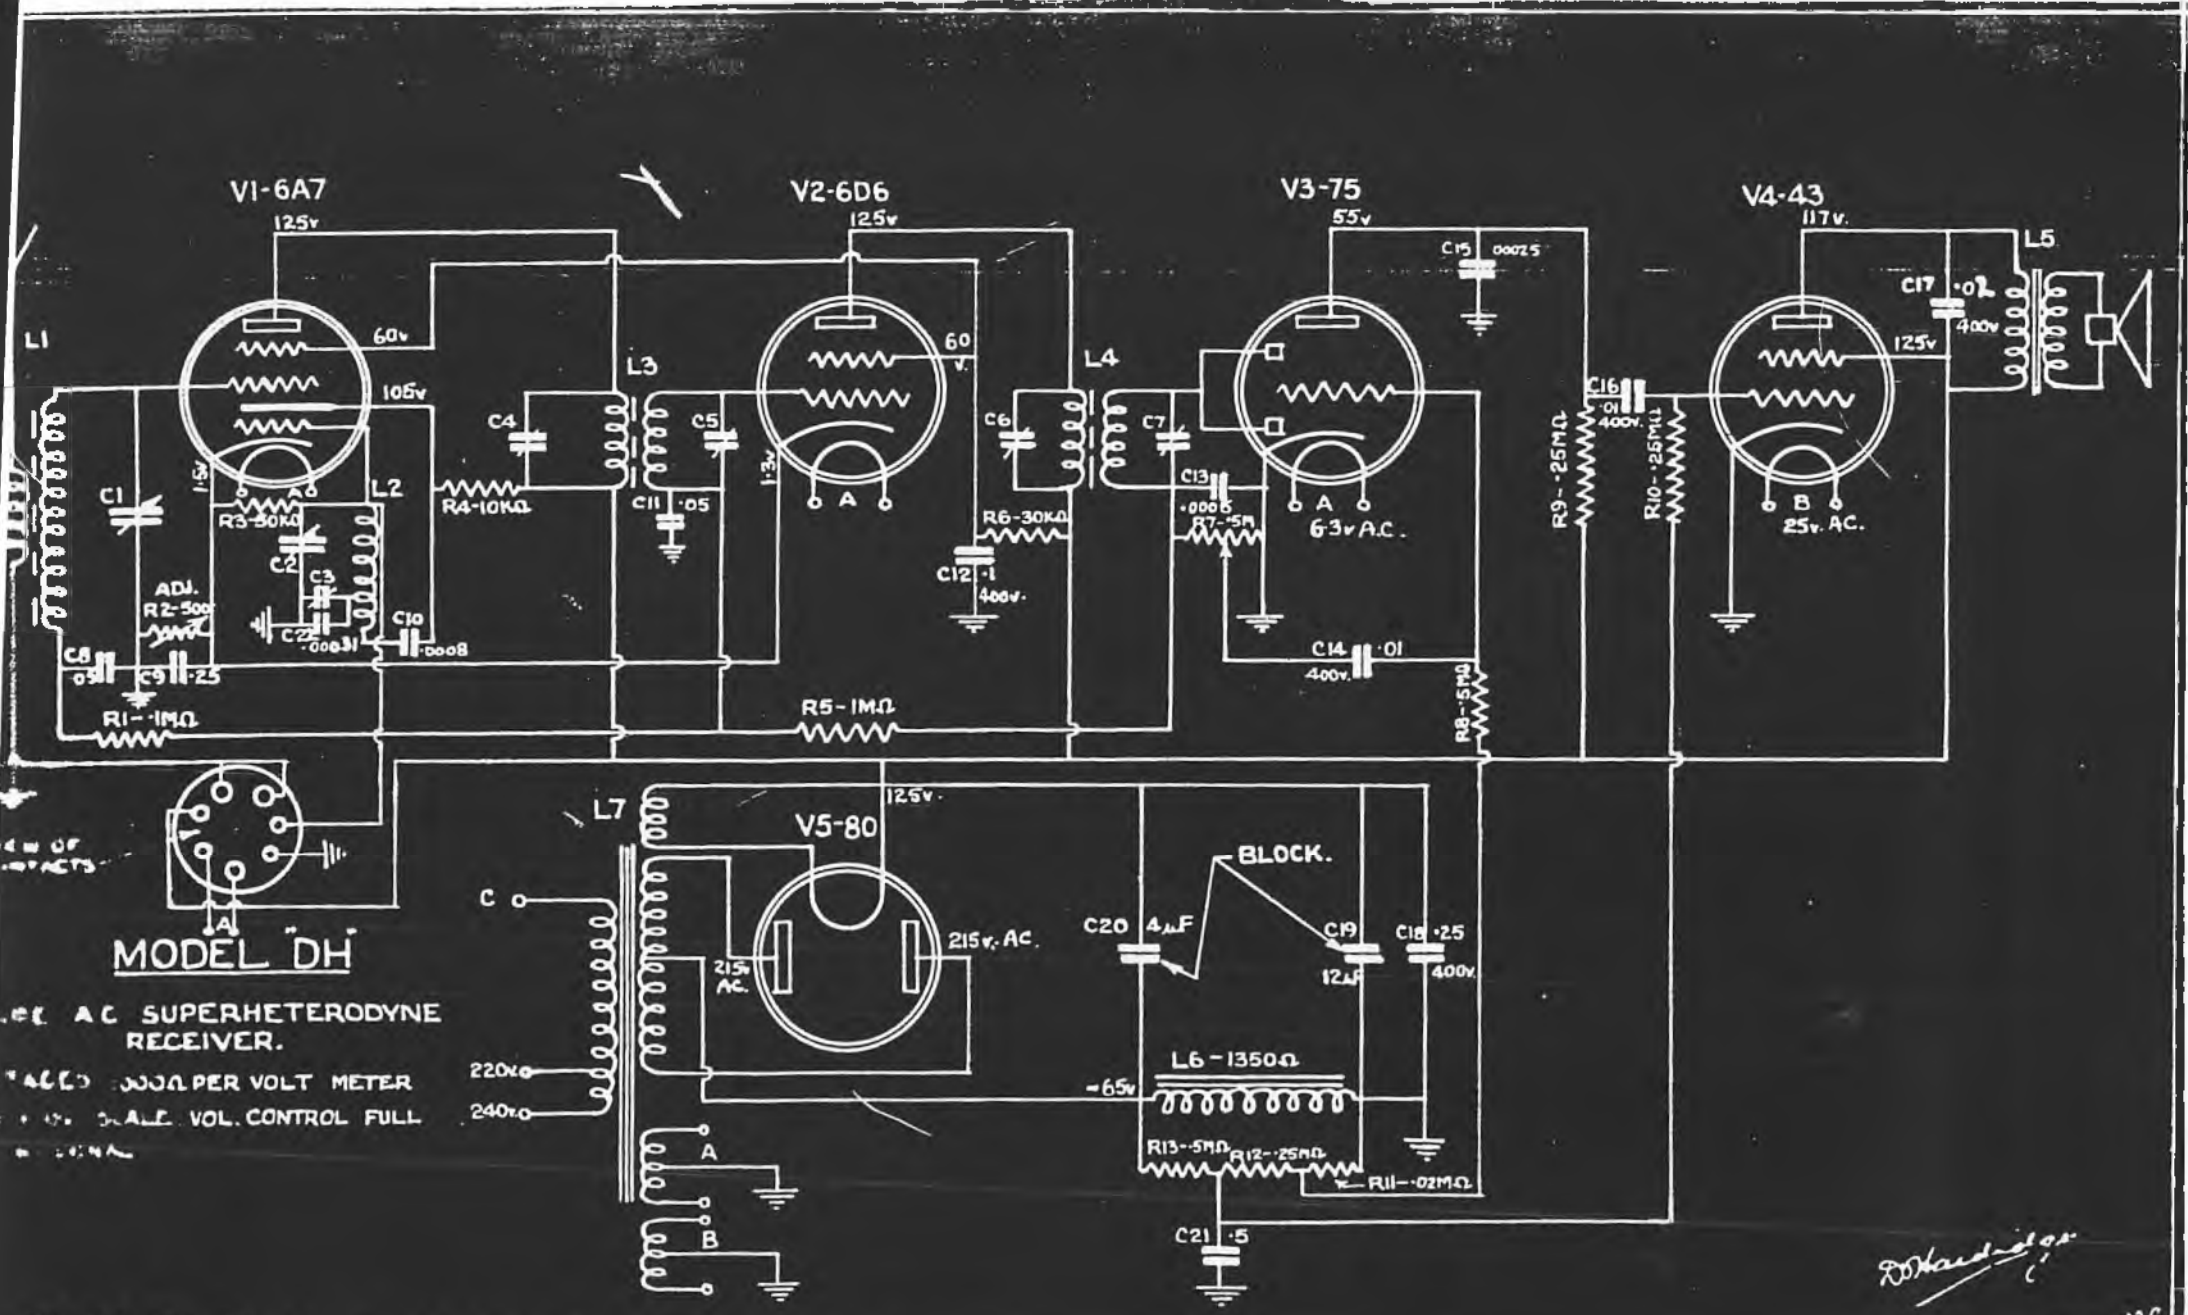 V1-6A7
V2-6D6
V3-75
V4-43
125v
125v
55v
117v.
L5
C15 .00025
C17 .02
400v
L1
60v
60
v.
125v
L3
L4
105v
C4
C5
C6
C7
C16
.01
400v.
1.5v
A
L2
1.3v
C1
R3-50KΩ
R4-10KΩ
C11 .05
A
R6-30KΩ
C13
R7-.5M
A
6.3v A.C.
R9-.25MΩ
R10-.25MΩ
B
25v. A.C.
C2
C3
C12 .1
400v.
ADJ.
R2-500
C22
.00031
C10
.0008
C8
.05
C9 .25
C14 .01
400v.
R8-.5MΩ
R1-.1MΩ
R5-1MΩ
L7
125v.
V5-80
OF
BLOCK.
C
A
MODEL "DH"
215v. AC.
215v
AC.
C20 4µF
C19
12µF
C18 .25
400v.
AC SUPERHETERODYNE
RECEIVER.
L6-1350Ω
220v
PER VOLT METER
-65v
240v.
VOL. CONTROL FULL
A
R13-.5MΩ
R12-.25MΩ
R11-.02MΩ
B
C21 .5